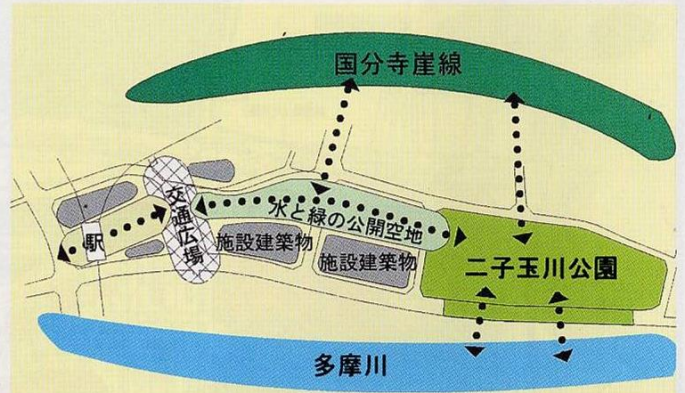 国分寺崖線
交通広場
駅
水と緑の公開空地
施設建築物
施設建築物
二子玉川公園
多摩川